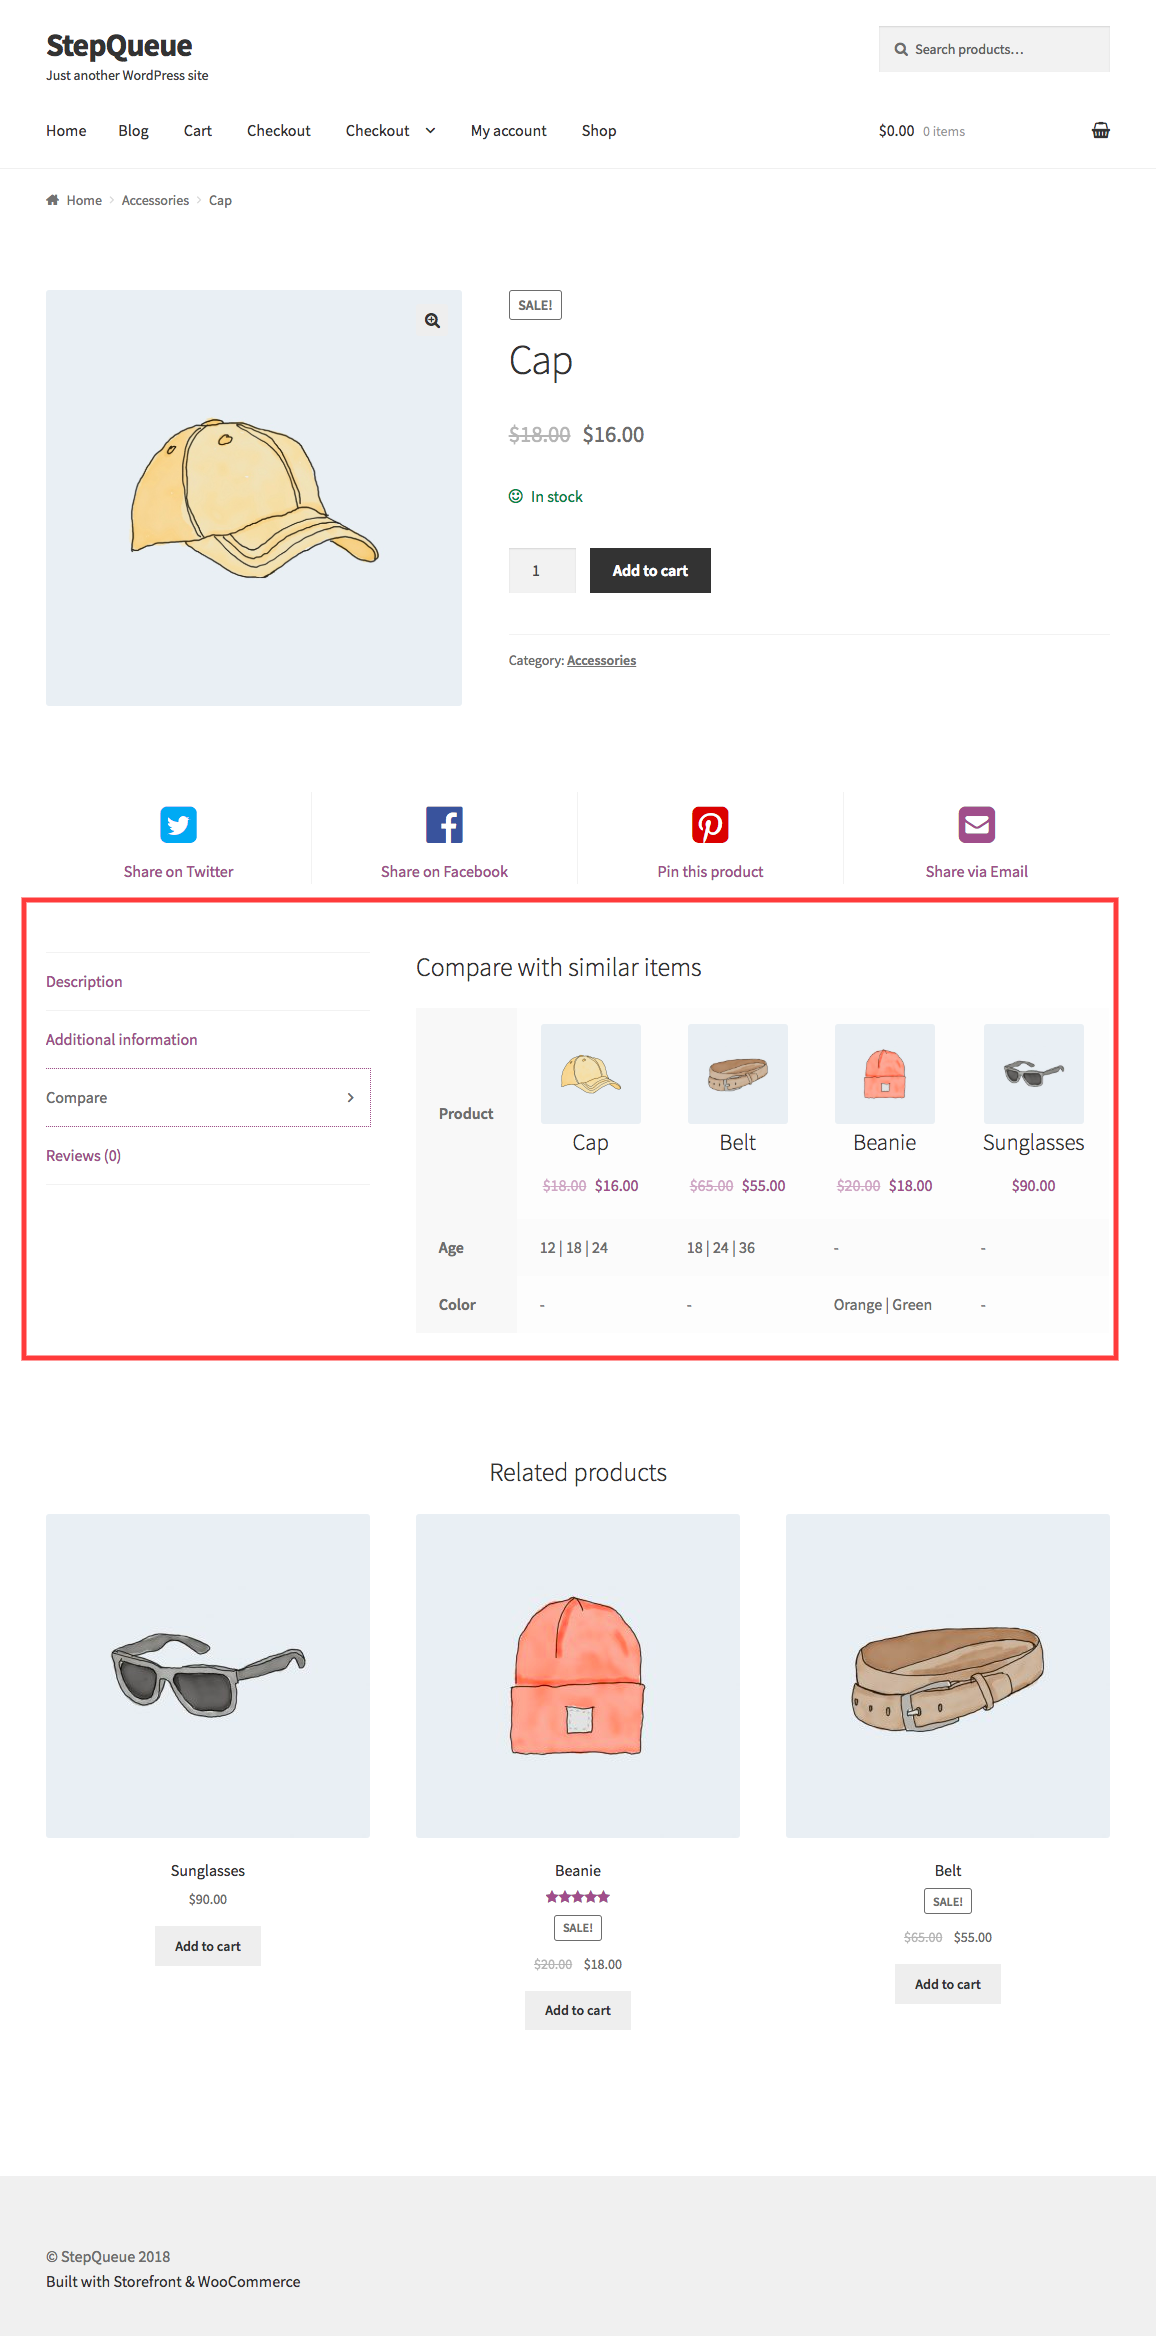 StepQueue
Just another WordPress site
Search products…
Home Blog Cart Checkout Checkout My account Shop $0.00 0 items
Home Accessories Cap
SALE!
Cap
$18.00 $16.00
In stock
1 Add to cart
Category: Accessories
Share on Twitter Share on Facebook Pin this product Share via Email
Description
Additional information
Compare
Reviews (0)
Compare with similar items
Product
Cap Belt Beanie Sunglasses
$18.00 $16.00 $65.00 $55.00 $20.00 $18.00 $90.00
Age 12 | 18 | 24 18 | 24 | 36 - -
Color - - Orange | Green -
Related products
Sunglasses
$90.00
Add to cart
Beanie
SALE!
$20.00 $18.00
Add to cart
Belt
SALE!
$65.00 $55.00
Add to cart
© StepQueue 2018
Built with Storefront & WooCommerce